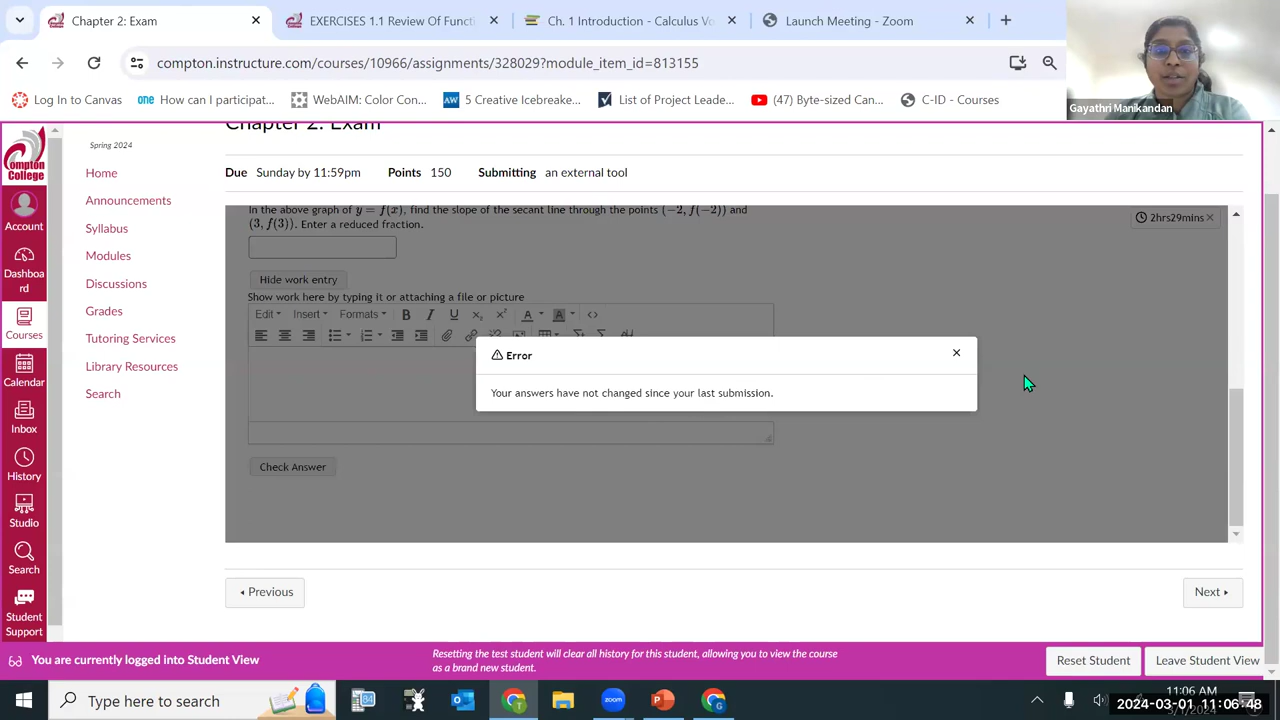 Chapter 2: Exam
EXERCISES 1.1 Review Of Functi
Ch. 1 Introduction - Calculus Vo
Launch Meeting - Zoom
compton.instructure.com/courses/10966/assignments/328029?module_item_id=813155
Log In to Canvas
How can I participat...
WebAIM: Color Con...
5 Creative Icebreake...
List of Project Leade...
(47) Byte-sized Can...
C-ID - Courses
Gayathri Manikandan
Compton College
Account
Dashboard
Courses
Calendar
Inbox
History
Studio
Search
Student Support
Spring 2024
Home
Announcements
Syllabus
Modules
Discussions
Grades
Tutoring Services
Library Resources
Search
Chapter 2: Exam
Due Sunday by 11:59pm Points 150 Submitting an external tool
In the above graph of y = f(x), find the slope of the secant line through the points (−2, f(−2)) and
(3, f(3)). Enter a reduced fraction.
2hrs29mins
Hide work entry
Show work here by typing it or attaching a file or picture
Edit Insert Formats B I U x₂ x² A A <>
Error
Your answers have not changed since your last submission.
Check Answer
Previous
Next
You are currently logged into Student View
Resetting the test student will clear all history for this student, allowing you to view the course
as a brand new student.
Reset Student
Leave Student View
Type here to search
zoom
11:06 AM
2024-03-01 11:06:48